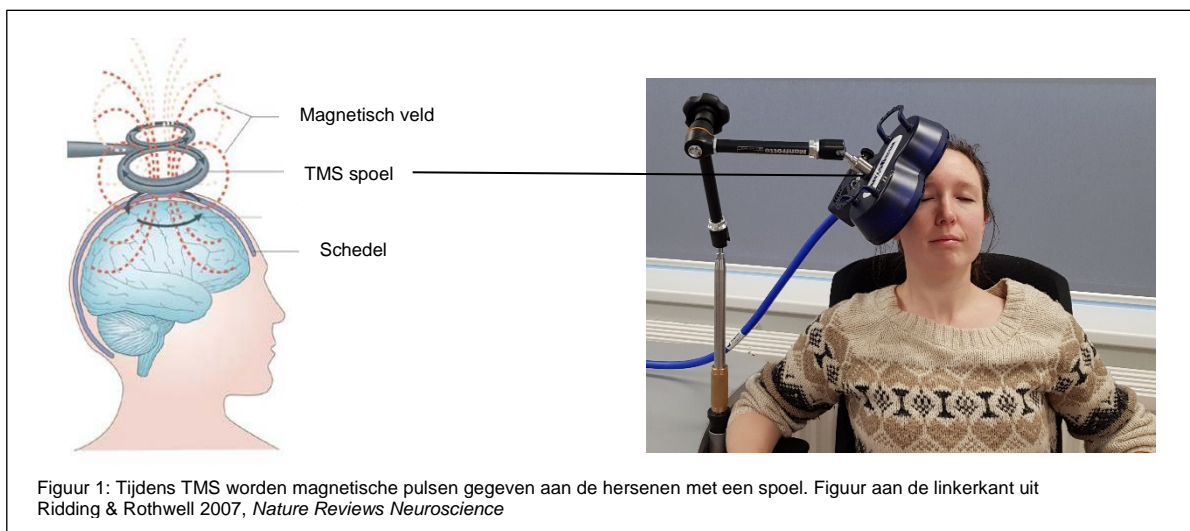 Magnetisch veld
TMS spoel
Schedel
Manfrotto
Figuur 1: Tijdens TMS worden magnetische pulsen gegeven aan de hersenen met een spoel. Figuur aan de linkerkant uit
Ridding & Rothwell 2007, Nature Reviews Neuroscience